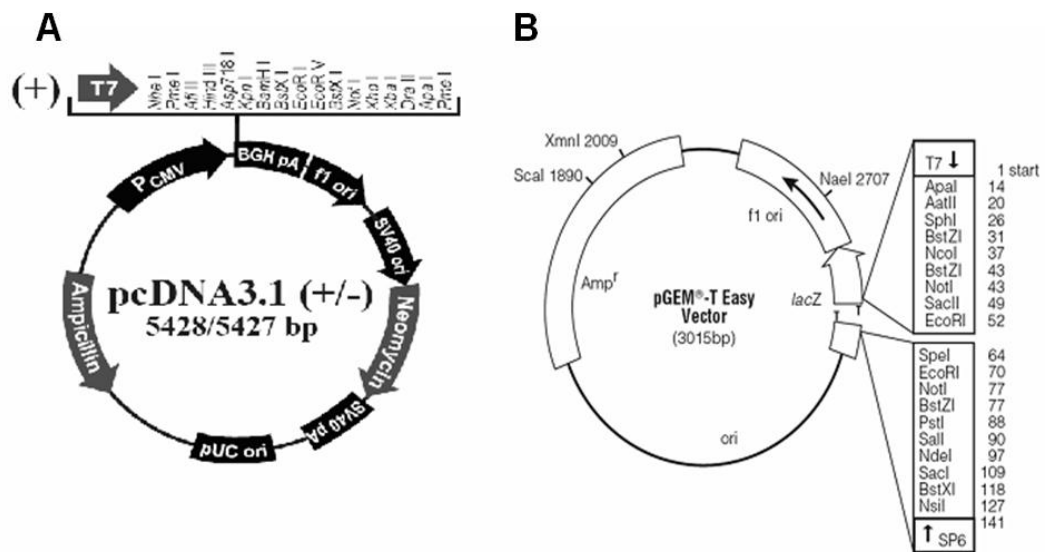 A
(+)
T7
Nhe I
Pme I
Afl II
Hind III
Asp718 I
Kpn I
BamH I
BstX I
EcoR I
EcoR V
BstX I
Not I
Xho I
Xba I
Dra II
Apa I
Pme I
PCMV
BGH pA
f1 ori
SV40 ori
Neomycin
SV40 pA
pUC ori
Ampicillin
pcDNA3.1 (+/-)
5428/5427 bp
B
XmnI 2009
ScaI 1890
NaeI 2707
f1 ori
Ampr
lacZ
pGEM®-T Easy
Vector
(3015bp)
ori
T7 ↓
1 start
ApaI 14
AatII 20
SphI 26
BstZI 31
NcoI 37
BstZI 43
NotI 43
SacII 49
EcoRI 52
SpeI 64
EcoRI 70
NotI 77
BstZI 77
PstI 88
SalI 90
NdeI 97
SacI 109
BstXI 118
NsiI 127
141
↑ SP6